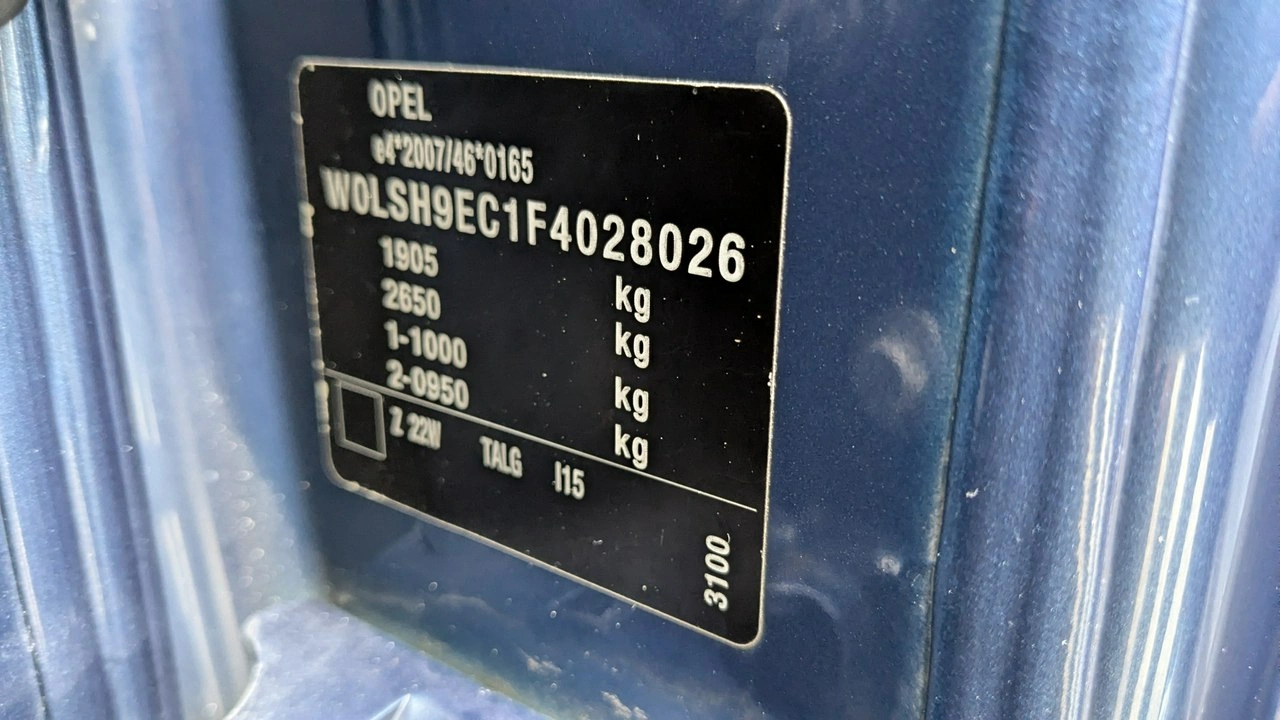 OPEL
e4*2007/46*0165
W0LSH9EC1F4028026
1905 kg
2650 kg
1-1000 kg
2-0950 kg
Z 22W TALG I15
3100